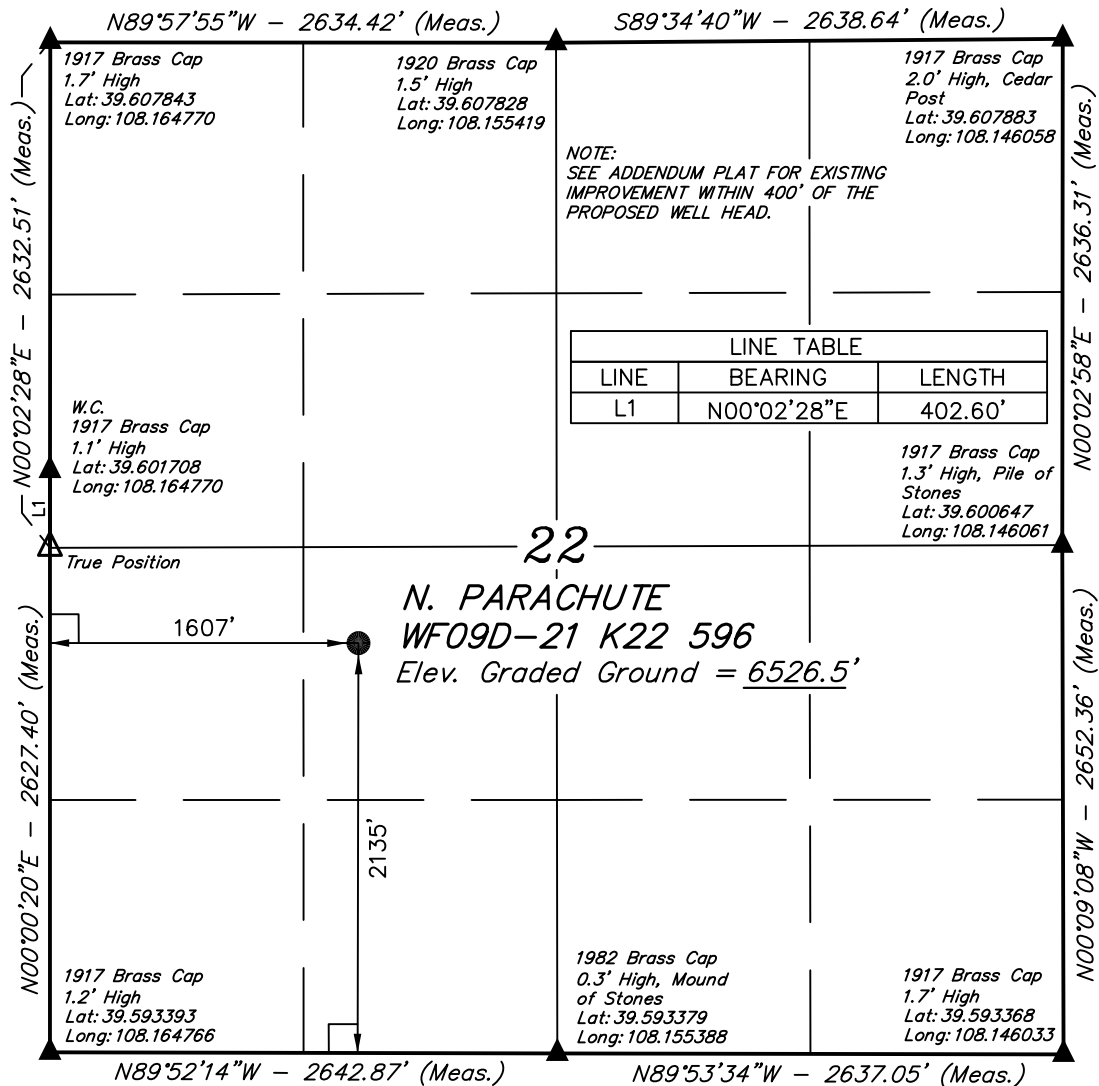 N89°57'55"W - 2634.42' (Meas.)
S89°34'40"W - 2638.64' (Meas.)
1917 Brass Cap
1.7' High
Lat: 39.607843
Long: 108.164770
1920 Brass Cap
1.5' High
Lat: 39.607828
Long: 108.155419
1917 Brass Cap
2.0' High, Cedar
Post
Lat: 39.607883
Long: 108.146058
NOTE:
SEE ADDENDUM PLAT FOR EXISTING
IMPROVEMENT WITHIN 400' OF THE
PROPOSED WELL HEAD.
N00°02'28"E - 2632.51' (Meas.)
N00°02'58"E - 2636.31' (Meas.)
LINE TABLE
LINE BEARING LENGTH
L1 N00°02'28"E 402.60'
W.C.
1917 Brass Cap
1.1' High
Lat: 39.601708
Long: 108.164770
1917 Brass Cap
1.3' High, Pile of
Stones
Lat: 39.600647
Long: 108.146061
L1
True Position
22
N. PARACHUTE
WF09D-21 K22 596
Elev. Graded Ground = 6526.5'
1607'
2135'
N00°00'20"E - 2627.40' (Meas.)
N00°09'08"W - 2652.36' (Meas.)
1917 Brass Cap
1.2' High
Lat: 39.593393
Long: 108.164766
1982 Brass Cap
0.3' High, Mound
of Stones
Lat: 39.593379
Long: 108.155388
1917 Brass Cap
1.7' High
Lat: 39.593368
Long: 108.146033
N89°52'14"W - 2642.87' (Meas.)
N89°53'34"W - 2637.05' (Meas.)